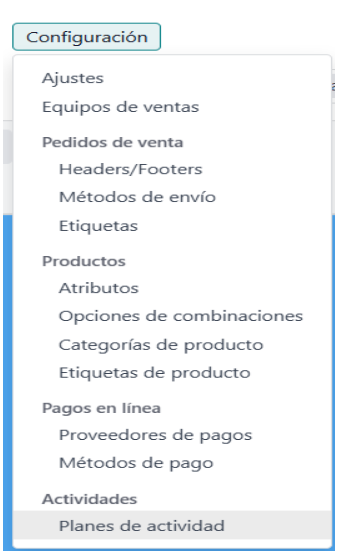 Configuración
Ajustes
Equipos de ventas
Pedidos de venta
Headers/Footers
Métodos de envío
Etiquetas
Productos
Atributos
Opciones de combinaciones
Categorías de producto
Etiquetas de producto
Pagos en línea
Proveedores de pagos
Métodos de pago
Actividades
Planes de actividad